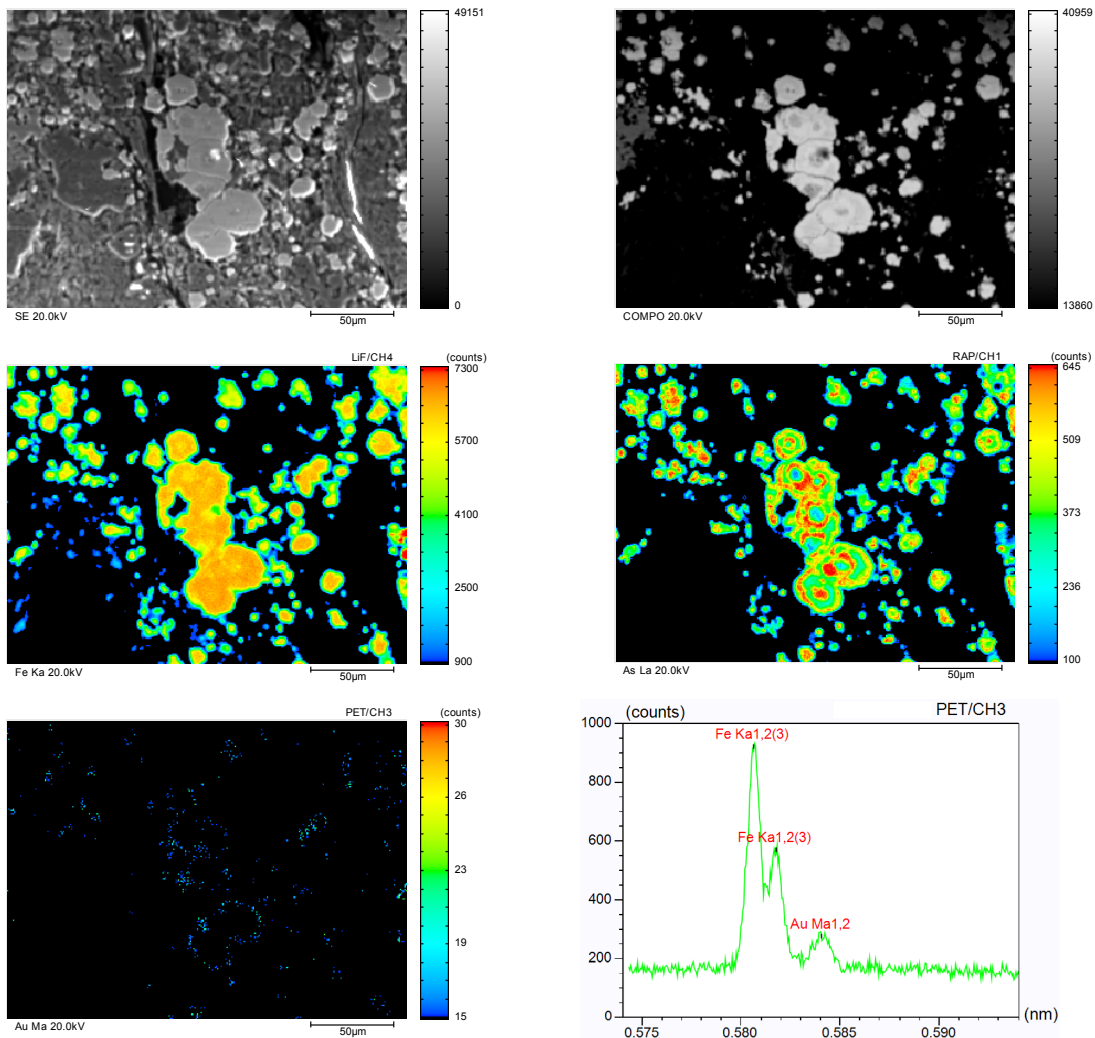 49151
0
SE 20.0kV
50µm
40959
13860
COMPO 20.0kV
50µm
LiF/CH4
(counts)
7300
5700
4100
2500
900
Fe Ka 20.0kV
50µm
RAP/CH1
(counts)
645
509
373
236
100
As La 20.0kV
50µm
PET/CH3
(counts)
30
26
23
19
15
Au Ma 20.0kV
50µm
(counts)
PET/CH3
1000
800
600
400
200
0
Fe Ka1,2(3)
Fe Ka1,2(3)
Au Ma1,2
0.575
0.580
0.585
0.590
(nm)